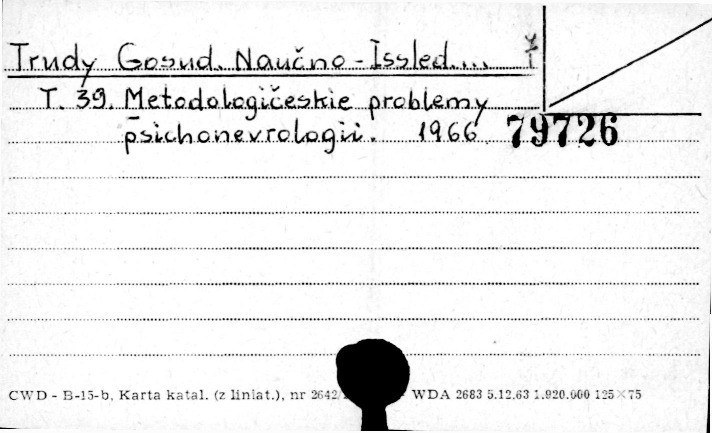 Trudy Gosud. Naučno-Issled....
T. 39. Metodologičeskie problemy
psichonevrologii. 1966 79726
CWD - B-15-b, Karta katal. (z liniat.), nr 2642/ WDA 2683 5.12.63 1.920.000 125×75